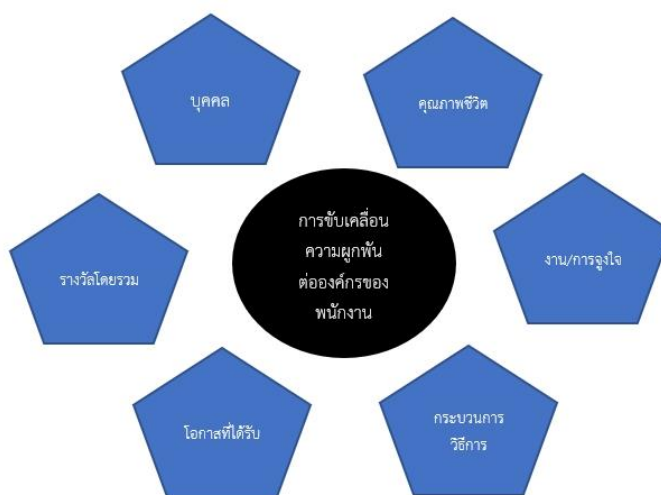 บุคคล
คุณภาพชีวิต
การขับเคลื่อน
ความผูกพัน
ต่อองค์กรของ
พนักงาน
งาน/การจูงใจ
รางวัลโดยรวม
โอกาสที่ได้รับ
กระบวนการ
วิธีการ